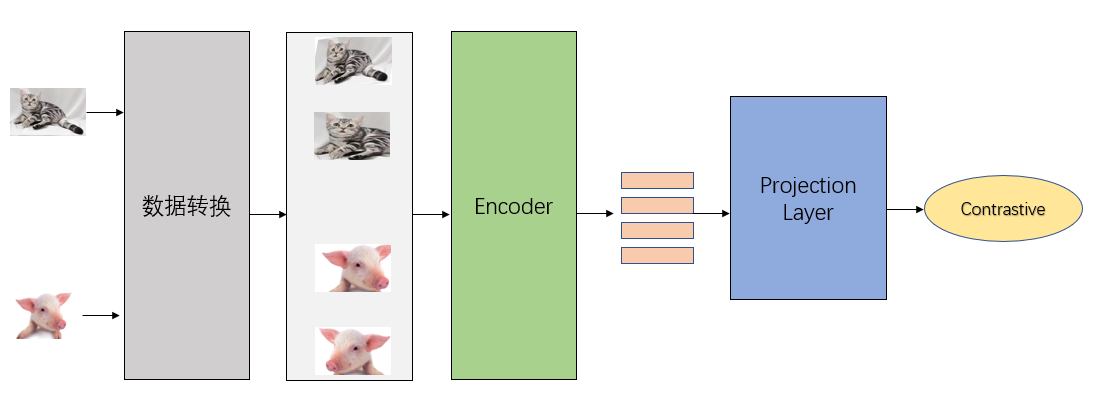 数据转换
Encoder
Projection
Layer
Contrastive